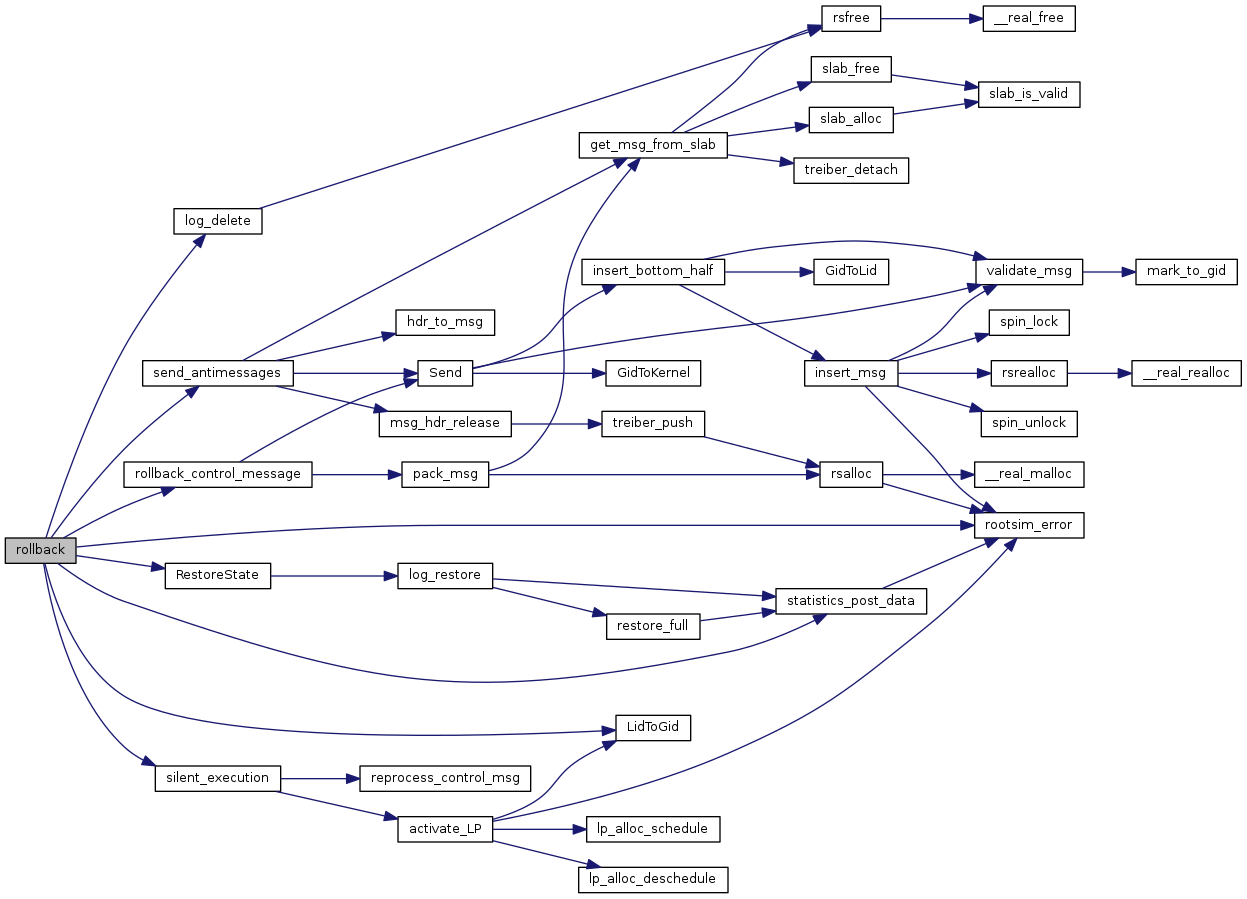 rollback
log_delete
send_antimessages
rollback_control_message
RestoreState
silent_execution
hdr_to_msg
Send
msg_hdr_release
pack_msg
log_restore
reprocess_control_msg
activate_LP
get_msg_from_slab
insert_bottom_half
GidToKernel
treiber_push
restore_full
LidToGid
lp_alloc_schedule
lp_alloc_deschedule
rsfree
slab_free
slab_alloc
treiber_detach
GidToLid
insert_msg
rsalloc
statistics_post_data
__real_free
slab_is_valid
validate_msg
spin_lock
rsrealloc
spin_unlock
__real_malloc
rootsim_error
mark_to_gid
__real_realloc